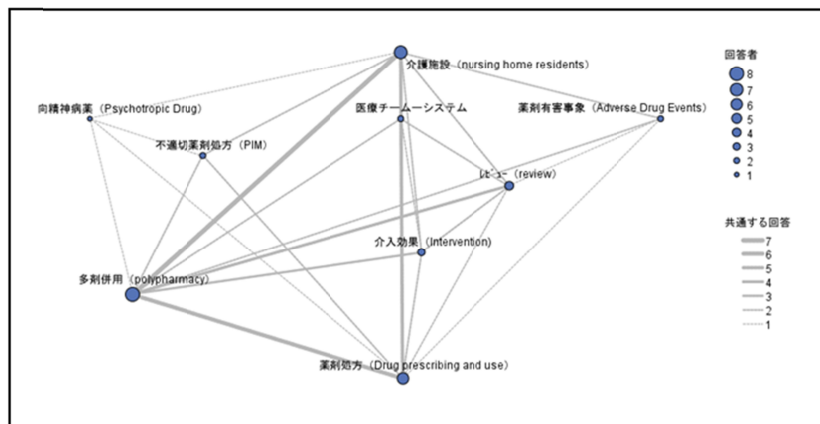 介護施設（nursing home residents）
向精神病薬（Psychotropic Drug）
医療チームーシステム
薬剤有害事象（Adverse Drug Events）
不適切薬剤処方（PIM）
レビュー（review）
介入効果（Intervention）
多剤併用（polypharmacy）
薬剤処方（Drug prescribing and use）
回答者
8
7
6
5
4
3
2
1
共通する回答
7
6
5
4
3
2
1